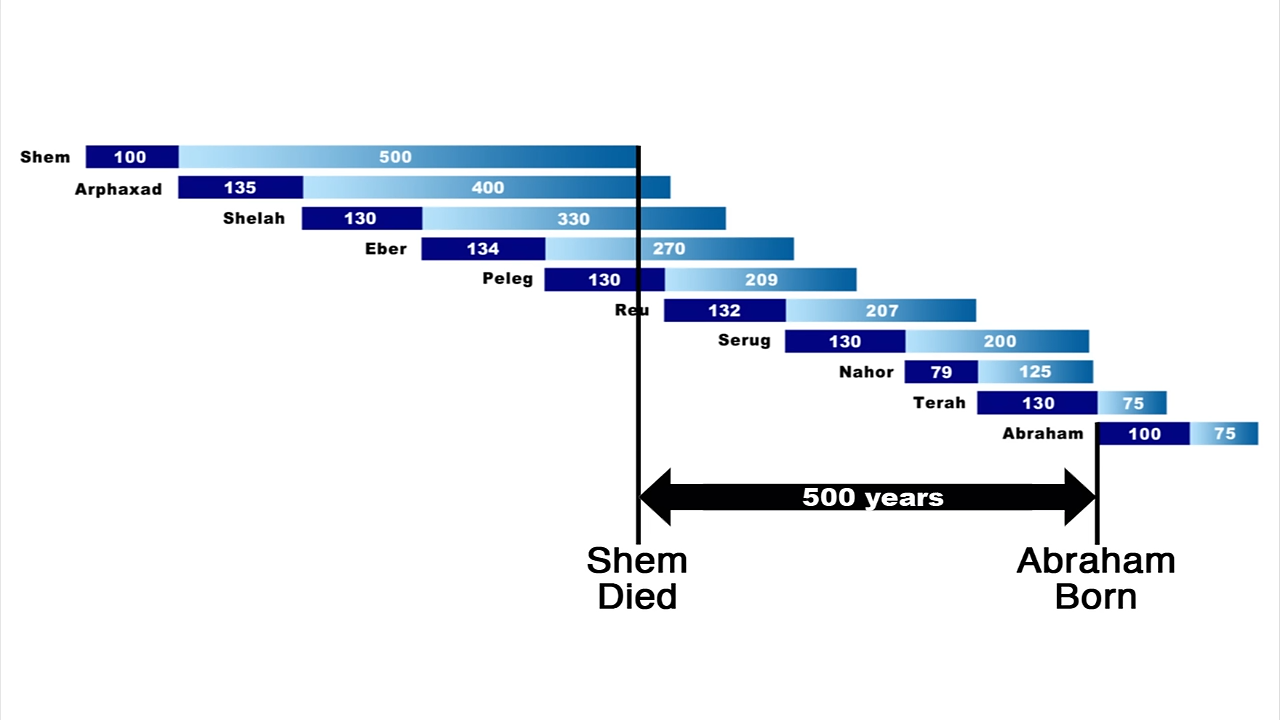 Shem 100 500
Arphaxad 135 400
Shelah 130 330
Eber 134 270
Peleg 130 209
Reu 132 207
Serug 130 200
Nahor 79 125
Terah 130 75
Abraham 100 75
500 years
Shem
Died
Abraham
Born